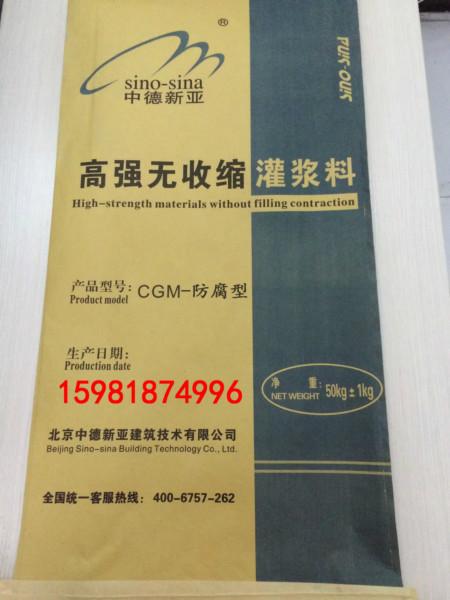 ®
sino-sina
中德新亚
SINO-SINA
高强无收缩灌浆料
High-strength materials without filling contraction
产品型号:
Product model
CGM-防腐型
生产日期:
Production date
15981874996
净 重:
NET WEIGHT 50kg±1kg
北京中德新亚建筑技术有限公司
Beijing Sino-sina Building Technology Co., Ltd.
全国统一客服热线: 400-6757-262